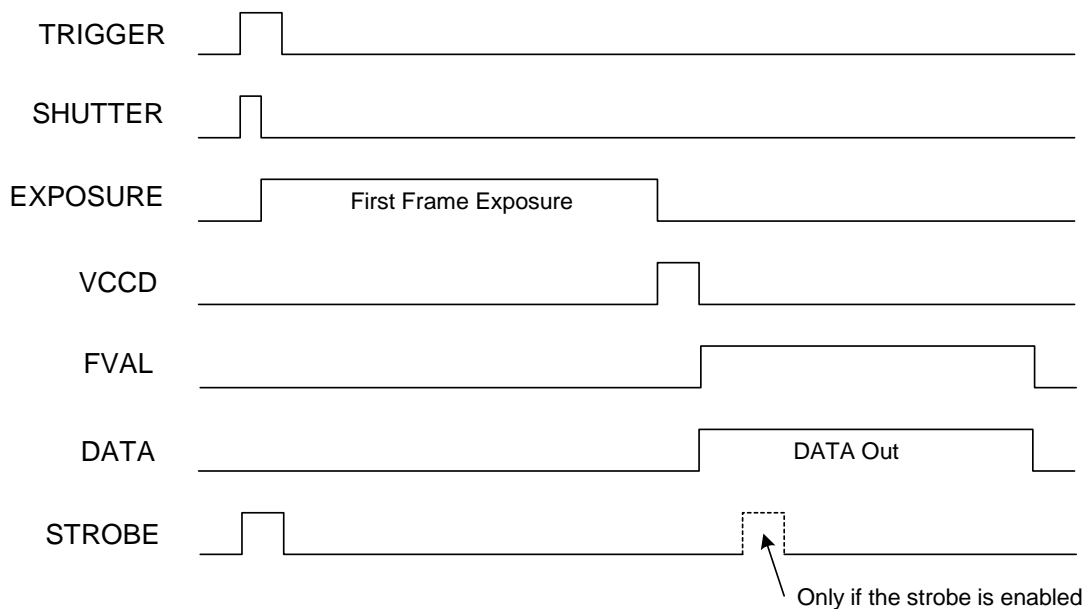 TRIGGER
SHUTTER
EXPOSURE
First Frame Exposure
VCCD
FVAL
DATA
DATA Out
STROBE
Only if the strobe is enabled